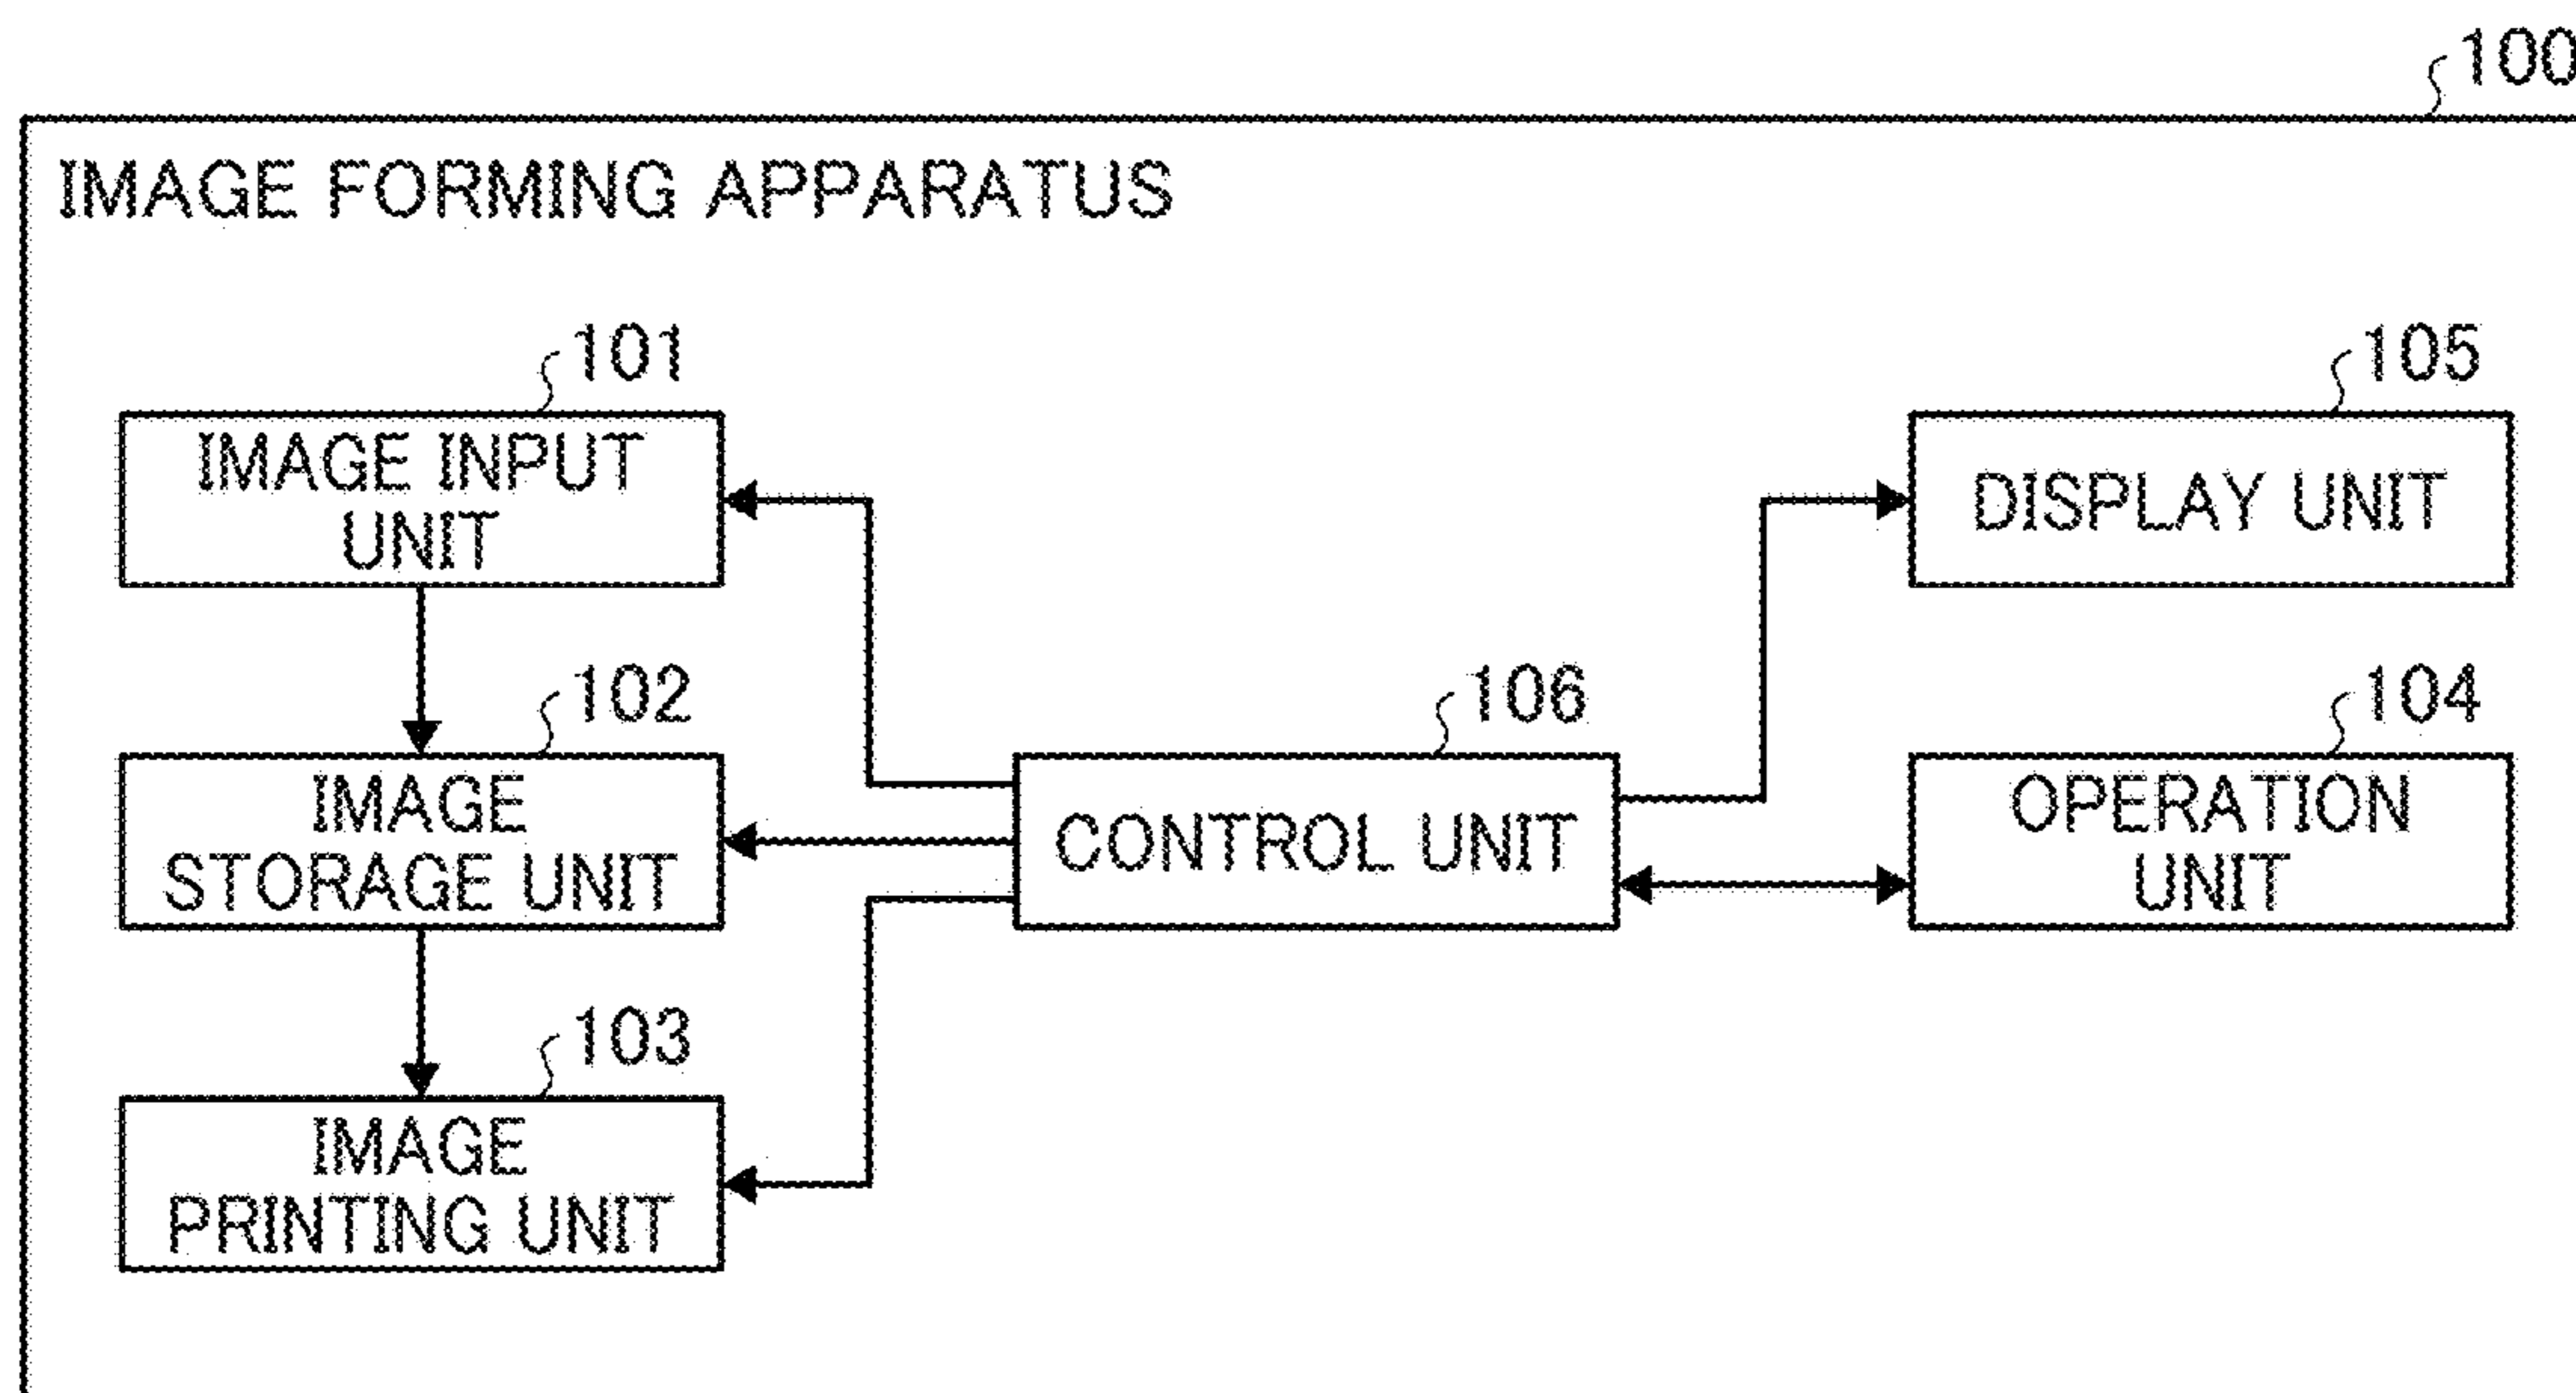 100
IMAGE FORMING APPARATUS
101
IMAGE INPUT
UNIT
105
DISPLAY UNIT
102
IMAGE
STORAGE UNIT
106
CONTROL UNIT
104
OPERATION
UNIT
103
IMAGE
PRINTING UNIT